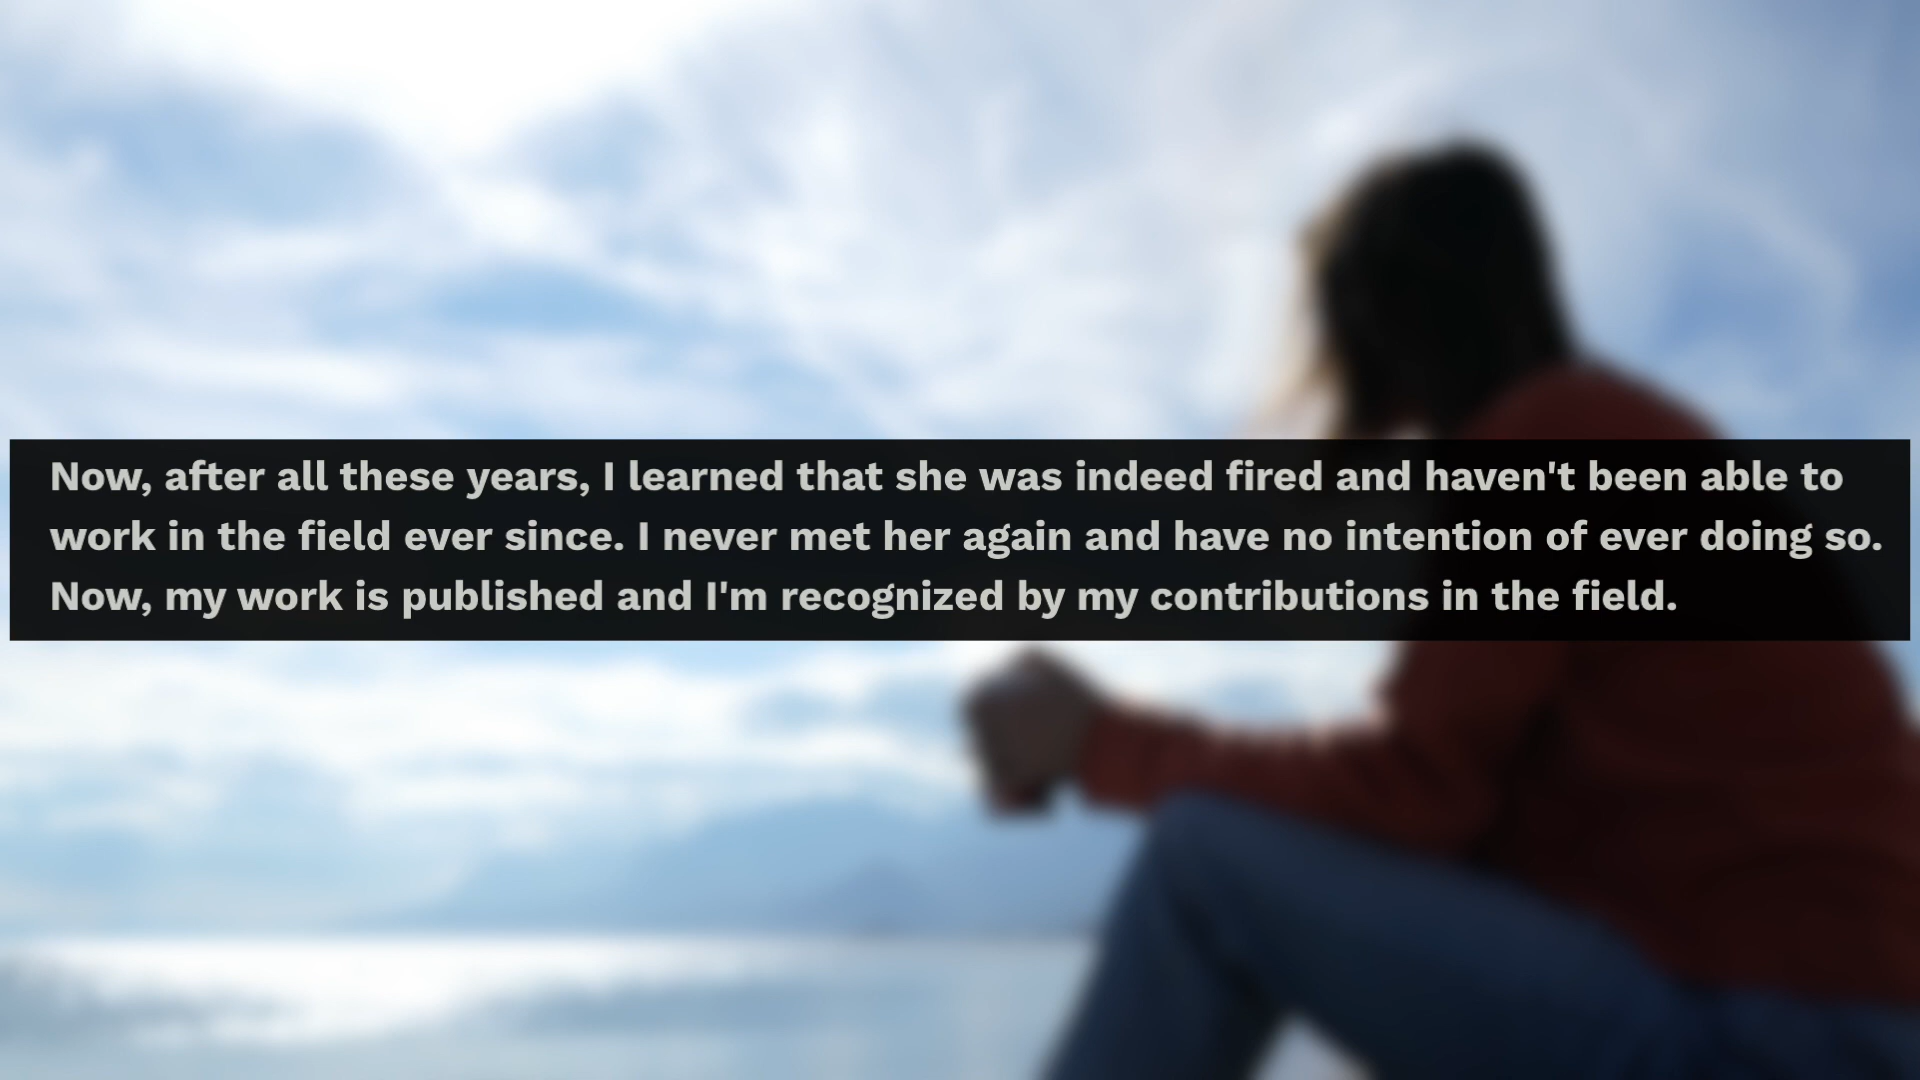 Now, after all these years, I learned that she was indeed fired and haven't been able to
work in the field ever since. I never met her again and have no intention of ever doing so.
Now, my work is published and I'm recognized by my contributions in the field.